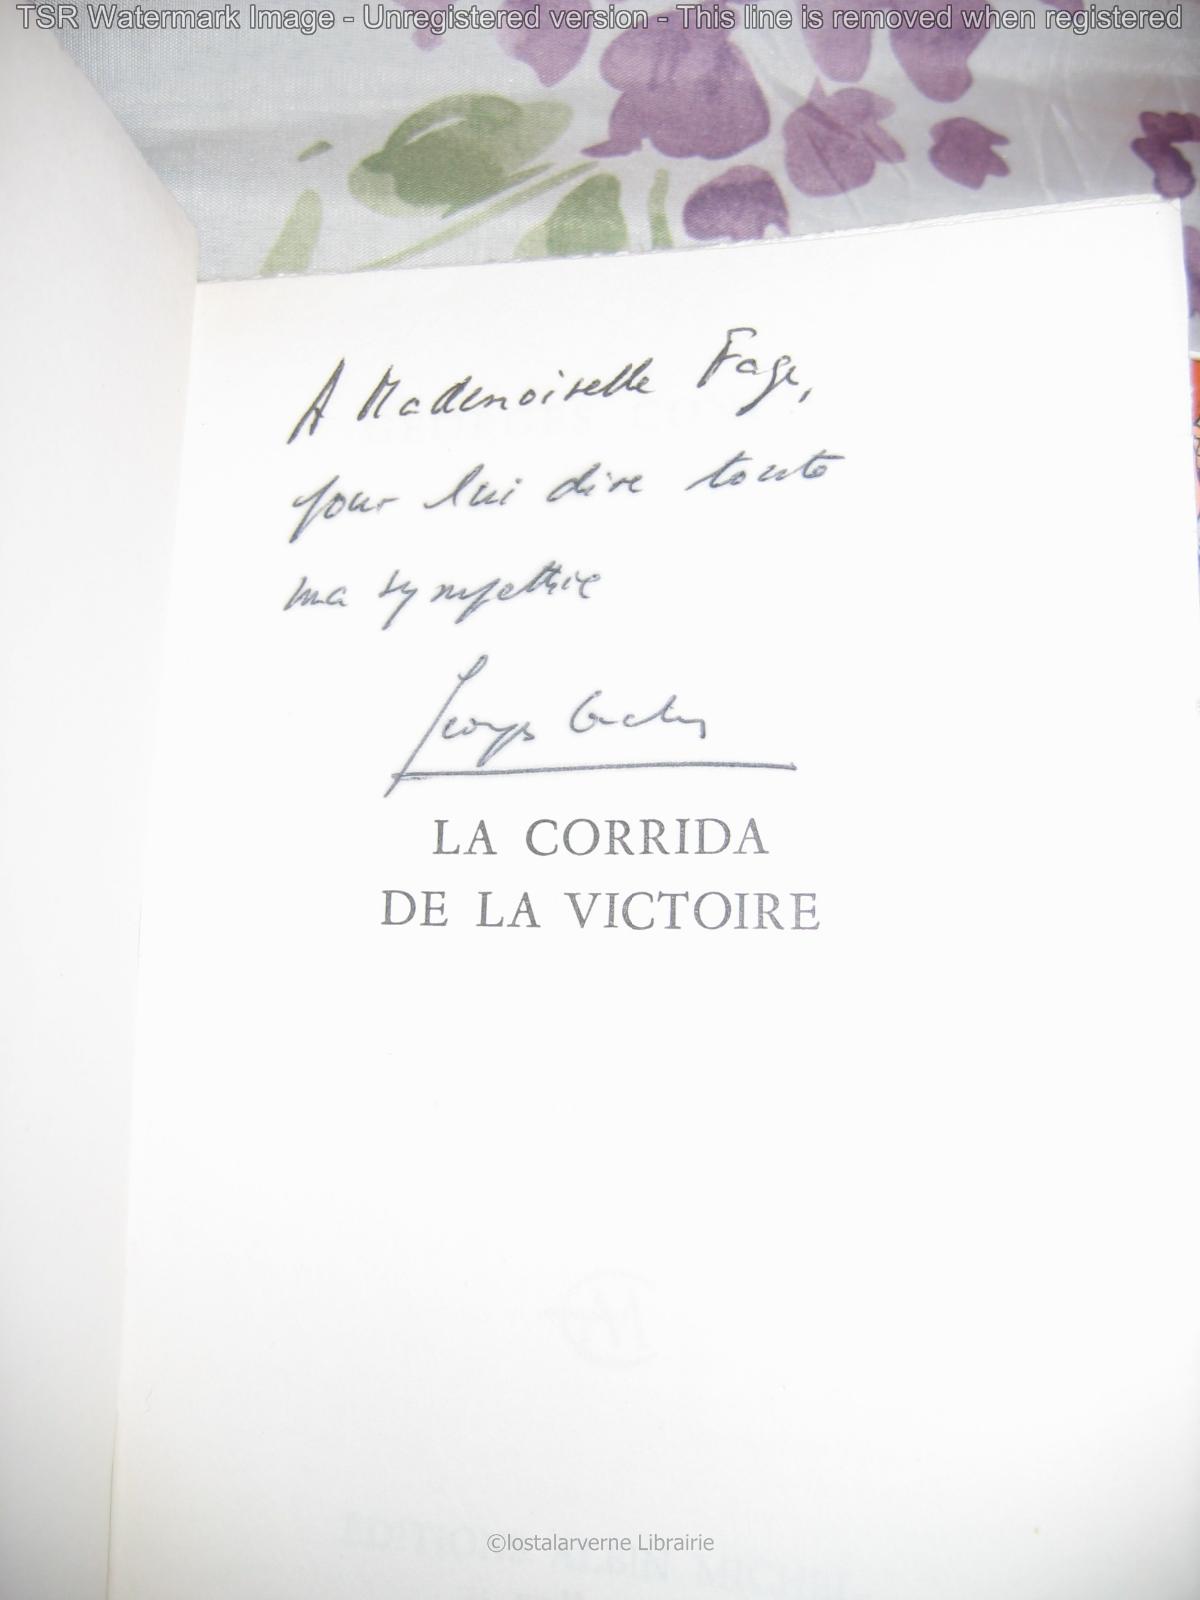 TSR Watermark Image - Unregistered version - This line is removed when registered
A Mademoiselle Fage,
pour lui dire toute
ma sympathie
Georges
LA CORRIDA
DE LA VICTOIRE
©lostalarverne Librairie